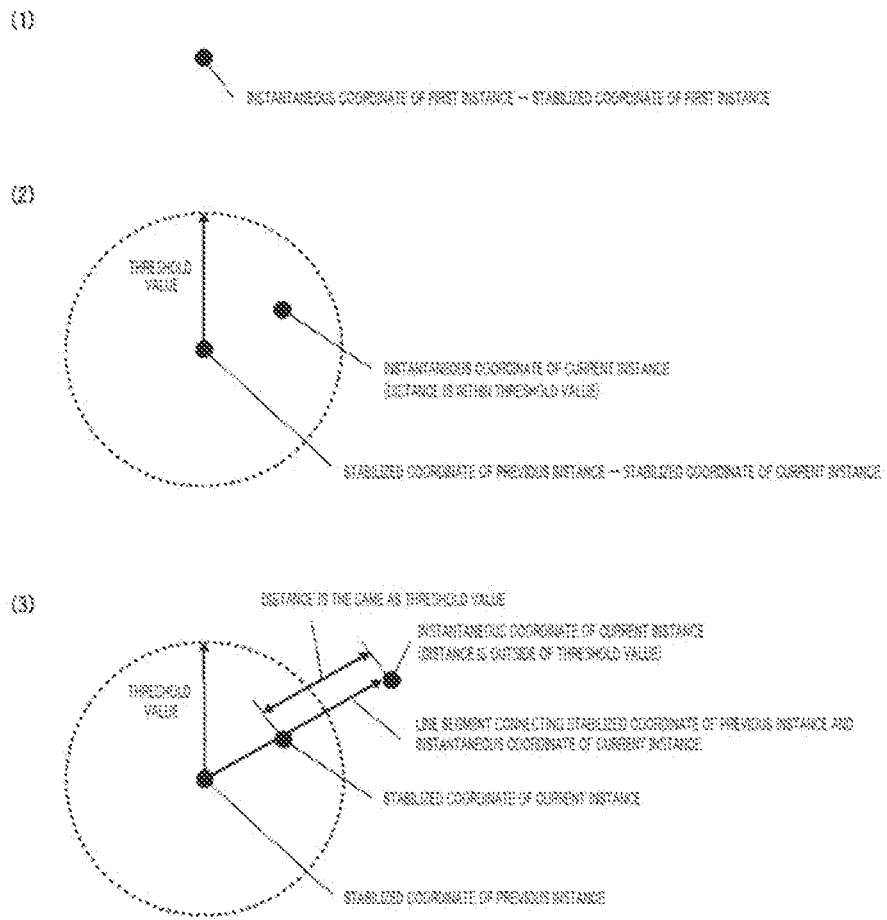 (1)
INSTANTANEOUS COORDINATE OF FIRST INSTANCE = STABILIZED COORDINATE OF FIRST INSTANCE
(2)
THRESHOLD
VALUE
INSTANTANEOUS COORDINATE OF CURRENT INSTANCE
(DISTANCE IS WITHIN THRESHOLD VALUE)
STABILIZED COORDINATE OF PREVIOUS INSTANCE = STABILIZED COORDINATE OF CURRENT INSTANCE
(3)
DISTANCE IS THE SAME AS THRESHOLD VALUE
INSTANTANEOUS COORDINATE OF CURRENT INSTANCE
(DISTANCE IS OUTSIDE OF THRESHOLD VALUE)
THRESHOLD
VALUE
LINE SEGMENT CONNECTING STABILIZED COORDINATE OF PREVIOUS INSTANCE AND
INSTANTANEOUS COORDINATE OF CURRENT INSTANCE
STABILIZED COORDINATE OF CURRENT INSTANCE
STABILIZED COORDINATE OF PREVIOUS INSTANCE